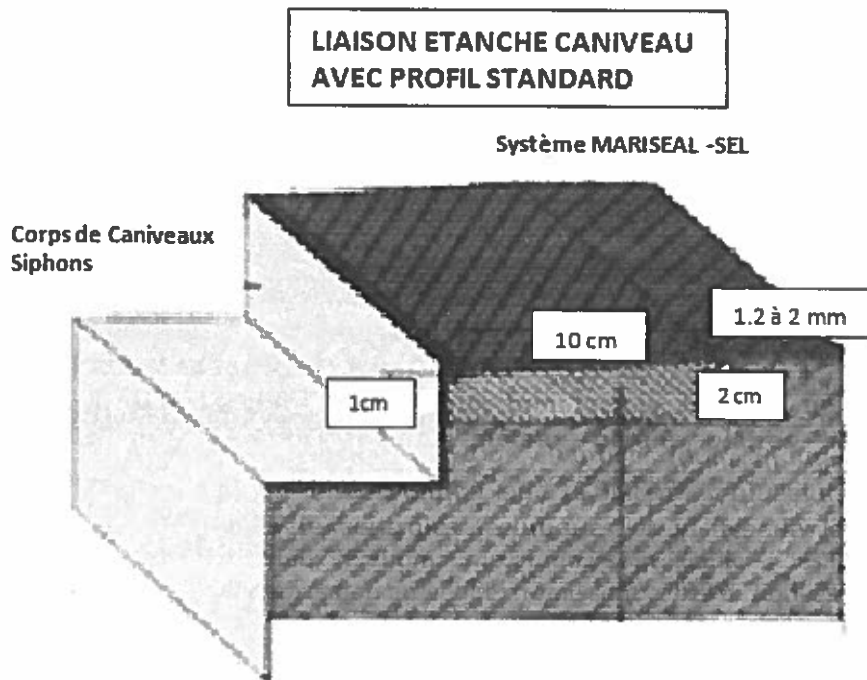 LIAISON ETANCHE CANIVEAU
AVEC PROFIL STANDARD
Système MARISEAL -SEL
Corps de Caniveaux
Siphons
1.2 à 2 mm
10 cm
1cm
2 cm